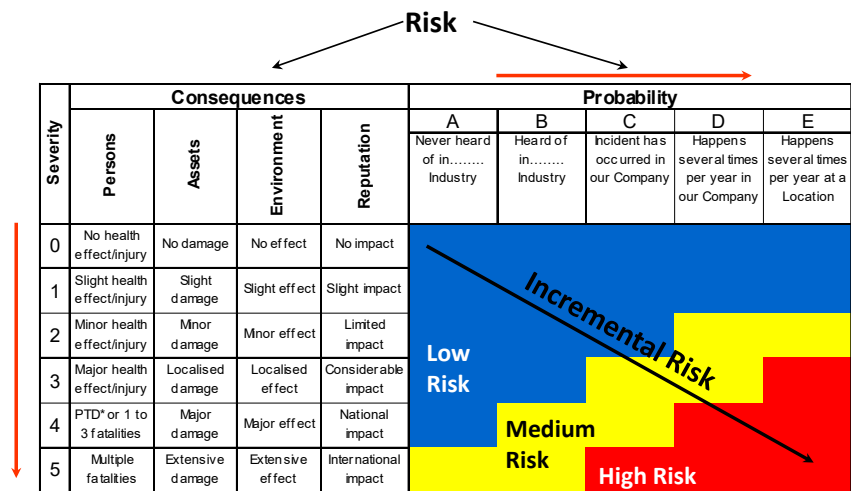 Risk
Severity
Consequences
Probability
Persons
Assets
Environment
Reputation
A
B
C
D
E
Never heard
of in........
Industry
Heard of
in........
Industry
Incident has
occurred in
our Company
Happens
several times
per year in
our Company
Happens
several times
per year at a
Location
0
No health
effect/injury
No damage
No effect
No impact
1
Slight health
effect/injury
Slight
damage
Slight effect
Slight impact
2
Minor health
effect/injury
Minor
damage
Minor effect
Limited
impact
3
Major health
effect/injury
Localised
damage
Localised
effect
Considerable
impact
4
PTD* or 1 to
3 fatalities
Major
damage
Major effect
National
impact
5
Multiple
fatalities
Extensive
damage
Extensive
effect
International
impact
Incremental Risk
Low
Risk
Medium
Risk
High Risk